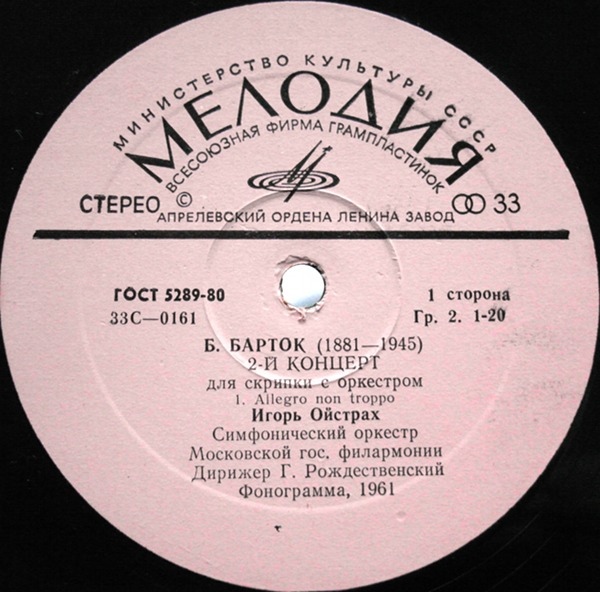 МИНИСТЕРСТВО КУЛЬТУРЫ СССР
МЕЛОДИЯ
ВСЕСОЮЗНАЯ ФИРМА ГРАМПЛАСТИНОК
СТЕРЕО © 33
АПРЕЛЕВСКИЙ ОРДЕНА ЛЕНИНА ЗАВОД
ГОСТ 5289-80 1 сторона
33С—0161 Гр. 2. 1-20
Б. БАРТОК (1881—1945)
2-Й КОНЦЕРТ
для скрипки с оркестром
1. Allegro non troppo
Игорь Ойстрах
Симфонический оркестр
Московской гос. филармонии
Дирижер Г. Рождественский
Фонограмма, 1961